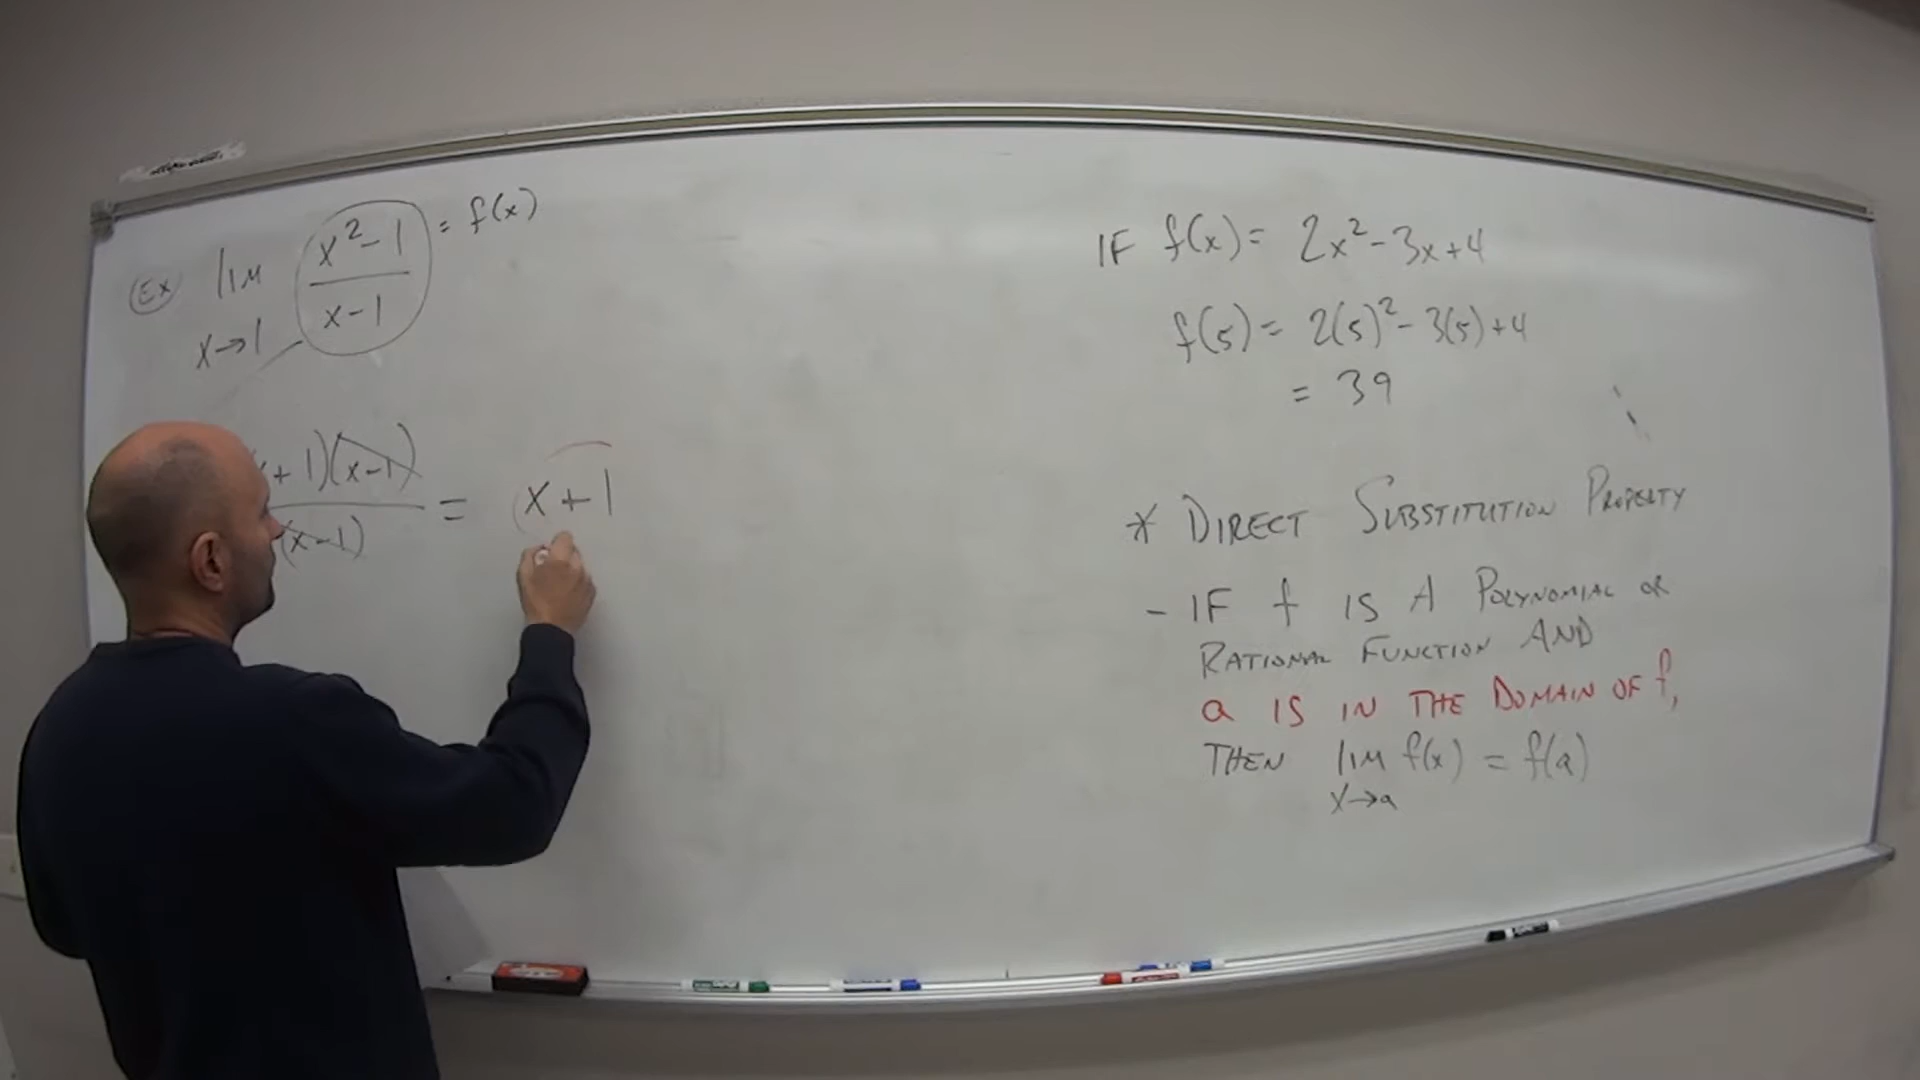 Ex lim x→1 (x²-1)/(x-1) = f(x)
+ 1)(x-1)
/(x-1) = x+1
IF f(x) = 2x²-3x+4
f(5) = 2(5)²-3(5)+4
= 39
* DIRECT SUBSTITUTION PROPERTY
- IF f IS A POLYNOMIAL OR
RATIONAL FUNCTION AND
a IS IN THE DOMAIN OF f,
THEN lim f(x) = f(a)
x→a